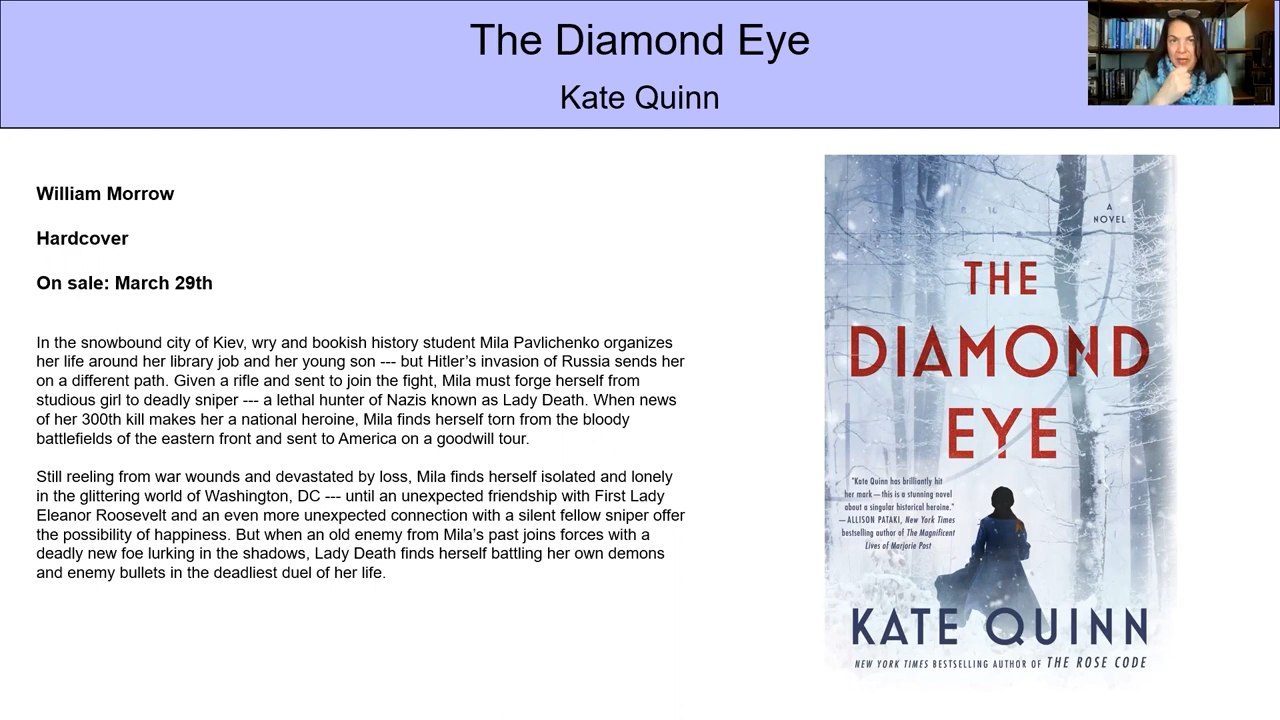 The Diamond Eye
Kate Quinn
William Morrow
Hardcover
On sale: March 29th
In the snowbound city of Kiev, wry and bookish history student Mila Pavlichenko organizes
her life around her library job and her young son --- but Hitler’s invasion of Russia sends her
on a different path. Given a rifle and sent to join the fight, Mila must forge herself from
studious girl to deadly sniper --- a lethal hunter of Nazis known as Lady Death. When news
of her 300th kill makes her a national heroine, Mila finds herself torn from the bloody
battlefields of the eastern front and sent to America on a goodwill tour.
Still reeling from war wounds and devastated by loss, Mila finds herself isolated and lonely
in the glittering world of Washington, DC --- until an unexpected friendship with First Lady
Eleanor Roosevelt and an even more unexpected connection with a silent fellow sniper offer
the possibility of happiness. But when an old enemy from Mila’s past joins forces with a
deadly new foe lurking in the shadows, Lady Death finds herself battling her own demons
and enemy bullets in the deadliest duel of her life.
A
NOVEL
THE
DIAMOND
EYE
"Kate Quinn has brilliantly hit
her mark—this is a stunning novel
about a singular historical heroine."
—ALLISON PATAKI, New York Times
bestselling author of The Magnificent
Lives of Marjorie Post
KATE QUINN
NEW YORK TIMES BESTSELLING AUTHOR OF THE ROSE CODE